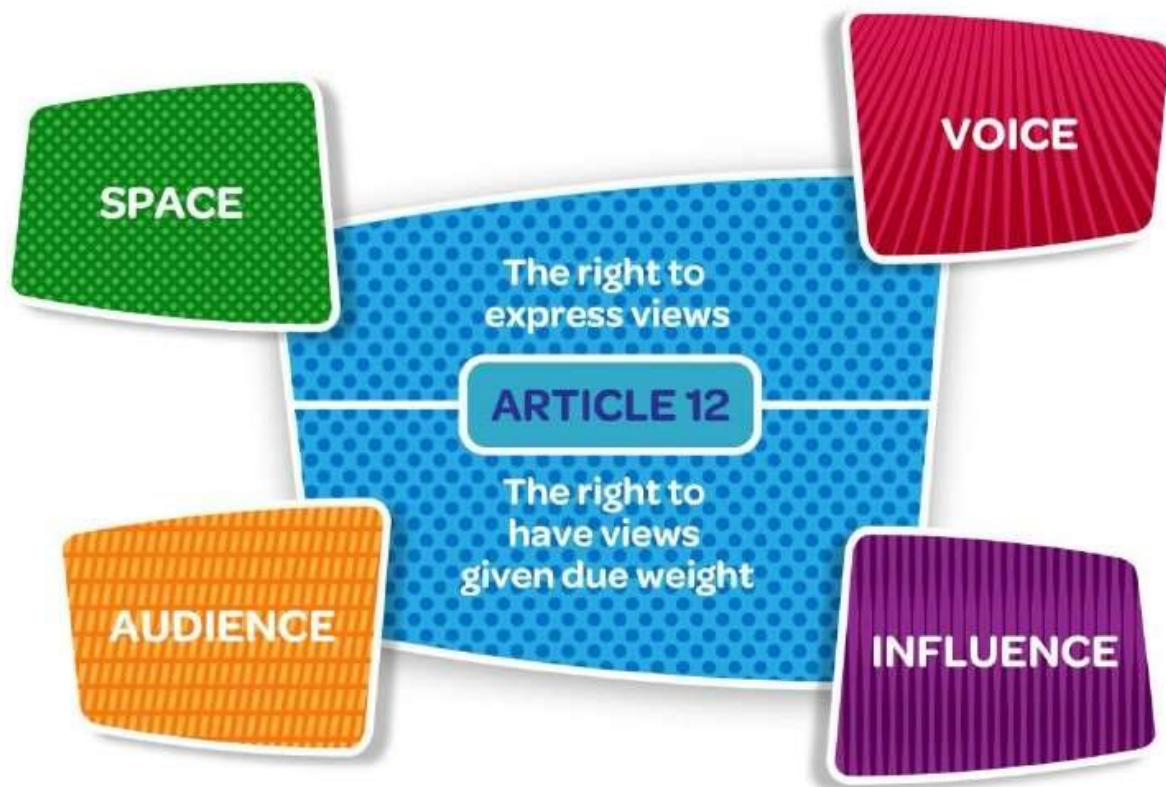 SPACE
VOICE
The right to
express views
ARTICLE 12
The right to
have views
given due weight
AUDIENCE
INFLUENCE